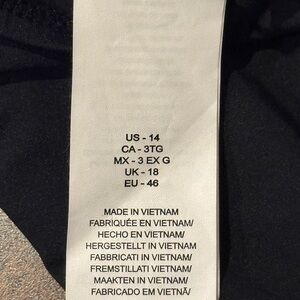 US - 14
CA - 3TG
MX - 3 EX G
UK - 18
EU - 46
MADE IN VIETNAM
FABRIQUÉE EN VIETNAM/
HECHO EN VIETNAM/
HERGESTELLT IN VIETNAM
FABBRICATI IN VIETNAM/
FREMSTILLATI VIETNAM/
MAAKTEN IN VIETNAM/
FABRICADO EM VIETNÃ/